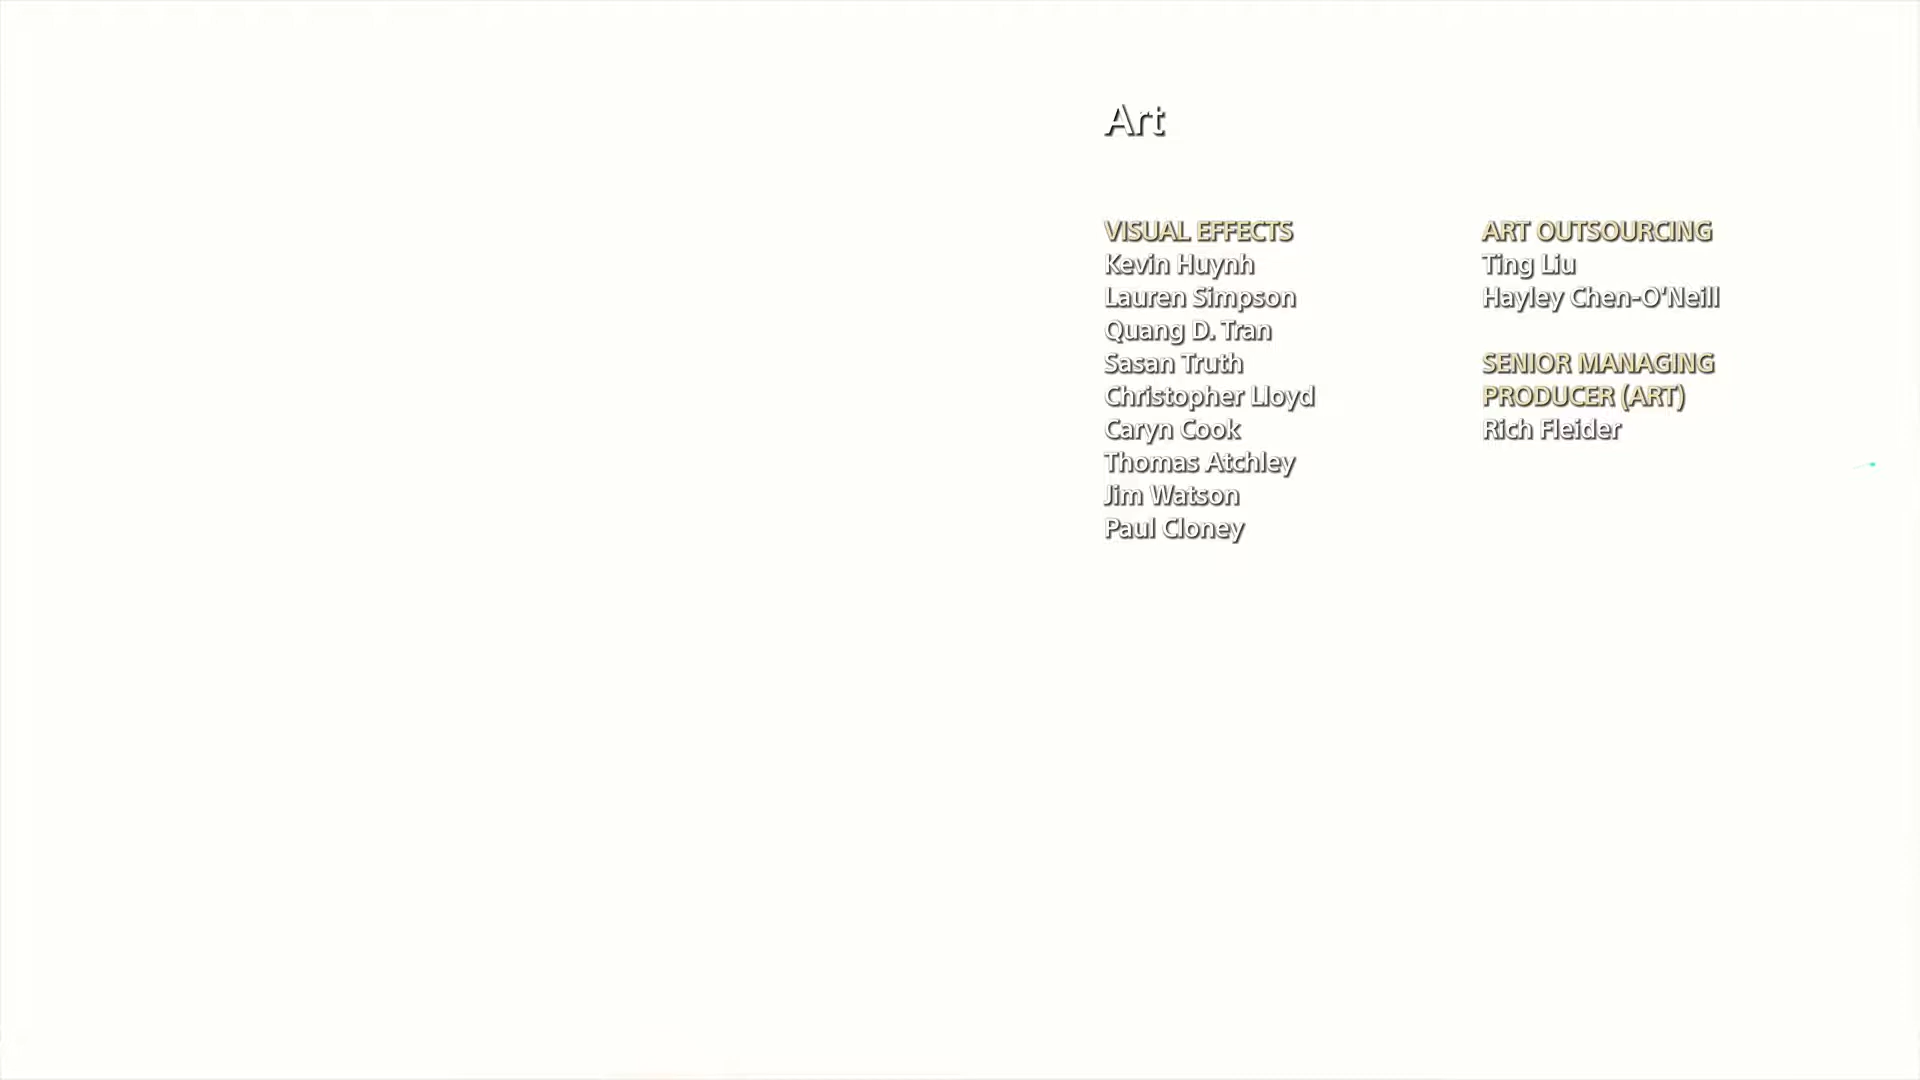 Art
VISUAL EFFECTS
Kevin Huynh
Lauren Simpson
Quang D. Tran
Sasan Truth
Christopher Lloyd
Caryn Cook
Thomas Atchley
Jim Watson
Paul Cloney
ART OUTSOURCING
Ting Liu
Hayley Chen-O'Neill
SENIOR MANAGING
PRODUCER (ART)
Rich Fleider